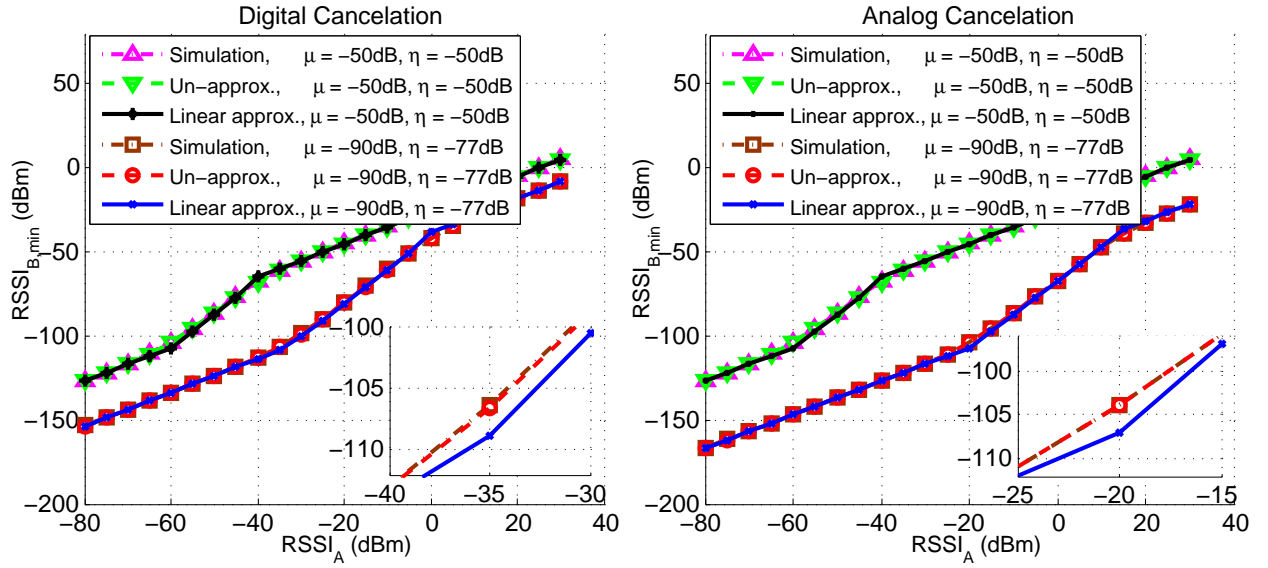 Digital Cancelation
Simulation, μ = −50dB, η = −50dB
Un−approx., μ = −50dB, η = −50dB
Linear approx., μ = −50dB, η = −50dB
Simulation, μ = −90dB, η = −77dB
Un−approx., μ = −90dB, η = −77dB
Linear approx., μ = −90dB, η = −77dB
50
0
−50
−100
−150
−200
RSSI_B,min (dBm)
−80
−60
−40
−20
0
20
40
RSSI_A (dBm)
−100
−105
−110
−40
−35
−30
Analog Cancelation
Simulation, μ = −50dB, η = −50dB
Un−approx., μ = −50dB, η = −50dB
Linear approx., μ = −50dB, η = −50dB
Simulation, μ = −90dB, η = −77dB
Un−approx., μ = −90dB, η = −77dB
Linear approx., μ = −90dB, η = −77dB
50
0
−50
−100
−150
−200
RSSI_B,min (dBm)
−80
−60
−40
−20
0
20
40
RSSI_A (dBm)
−100
−105
−110
−25
−20
−15